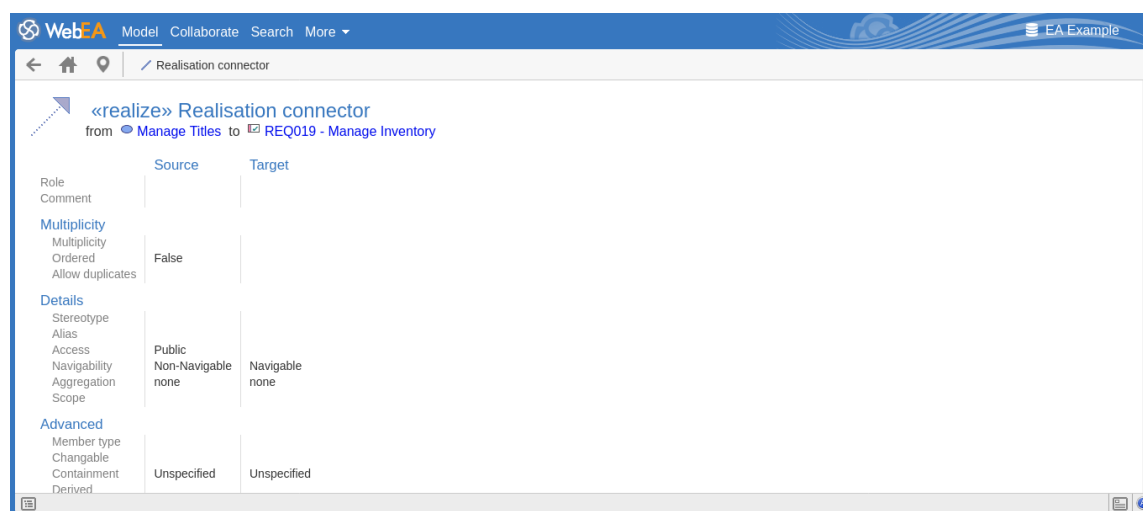 WebEA Model Collaborate Search More EA Example
Realisation connector
«realize» Realisation connector
from Manage Titles to REQ019 - Manage Inventory
Source Target
Role
Comment
Multiplicity
Multiplicity
Ordered False
Allow duplicates
Details
Stereotype
Alias
Access Public
Navigability Non-Navigable Navigable
Aggregation none none
Scope
Advanced
Member type
Changable
Containment Unspecified Unspecified
Derived